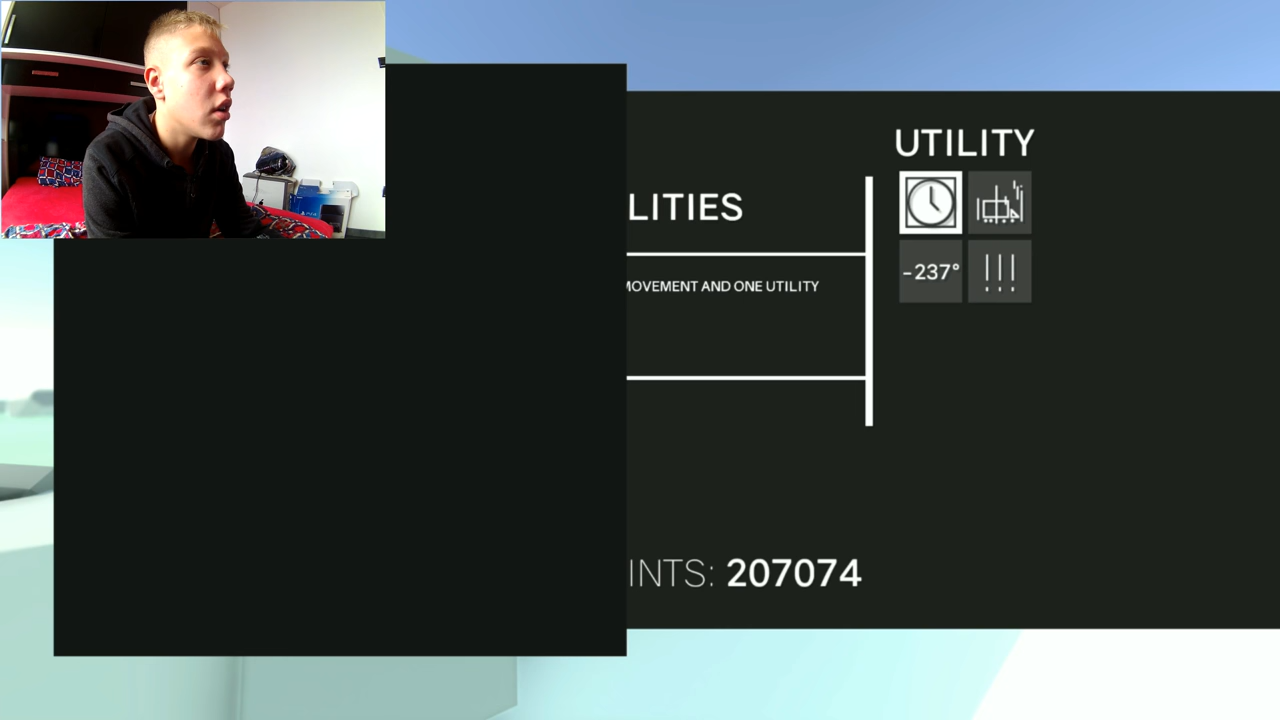 UTILITY
LITIES
MOVEMENT AND ONE UTILITY
-237°
INTS: 207074